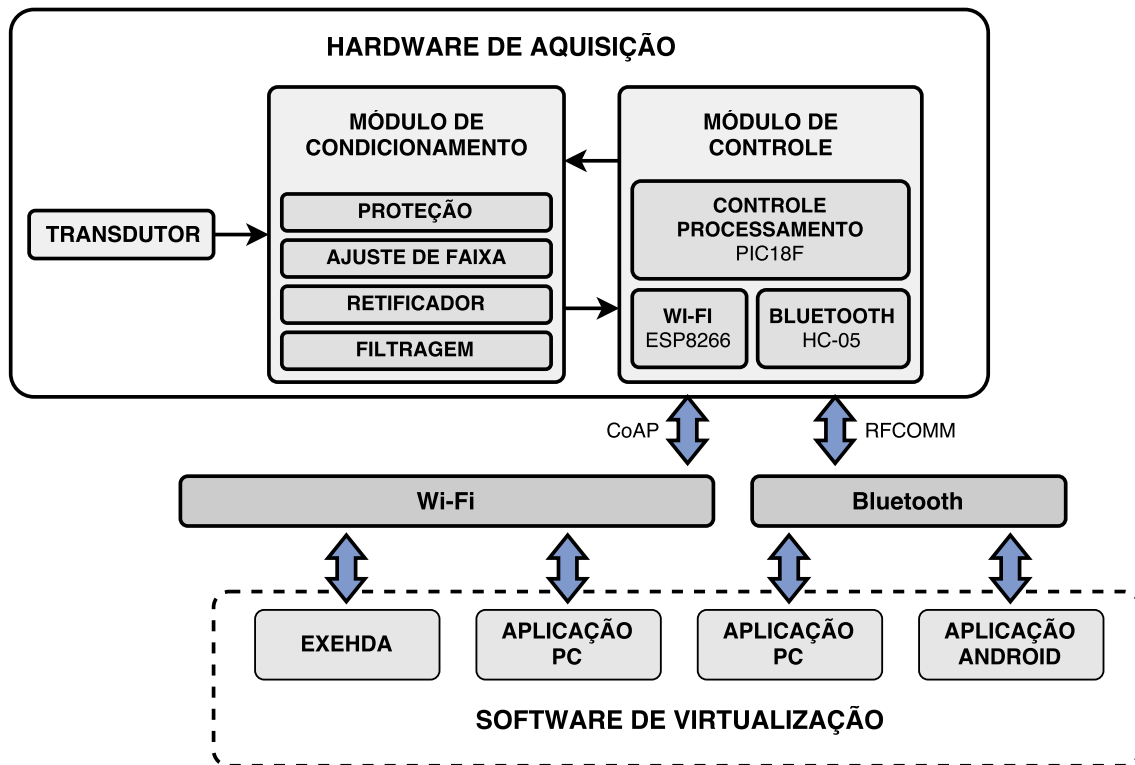 HARDWARE DE AQUISIÇÃO
MÓDULO DE
CONDICIONAMENTO
MÓDULO DE
CONTROLE
TRANSDUTOR
PROTEÇÃO
AJUSTE DE FAIXA
RETIFICADOR
FILTRAGEM
CONTROLE
PROCESSAMENTO
PIC18F
WI-FI
ESP8266
BLUETOOTH
HC-05
CoAP
RFCOMM
Wi-Fi
Bluetooth
EXEHDA
APLICAÇÃO
PC
APLICAÇÃO
PC
APLICAÇÃO
ANDROID
SOFTWARE DE VIRTUALIZAÇÃO